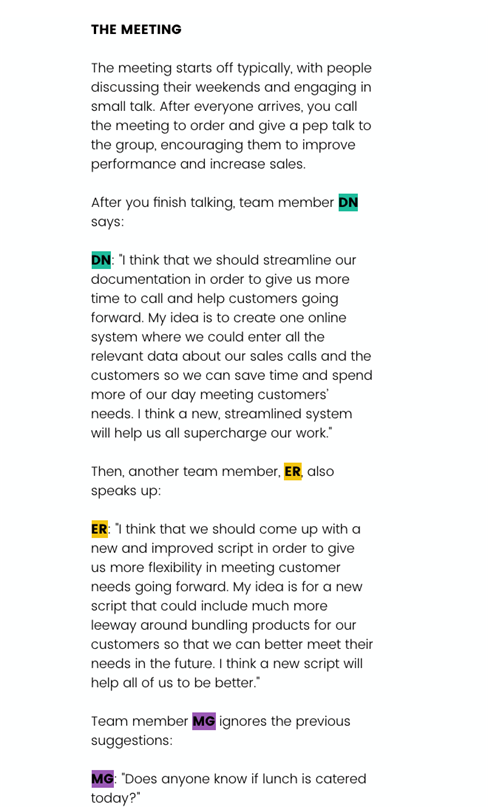 THE MEETING
The meeting starts off typically, with people
discussing their weekends and engaging in
small talk. After everyone arrives, you call
the meeting to order and give a pep talk to
the group, encouraging them to improve
performance and increase sales.
After you finish talking, team member DN
says:
DN: "I think that we should streamline our
documentation in order to give us more
time to call and help customers going
forward. My idea is to create one online
system where we could enter all the
relevant data about our sales calls and the
customers so we can save time and spend
more of our day meeting customers'
needs. I think a new, streamlined system
will help us all supercharge our work."
Then, another team member, ER, also
speaks up:
ER: "I think that we should come up with a
new and improved script in order to give
us more flexibility in meeting customer
needs going forward. My idea is for a new
script that could include much more
leeway around bundling products for our
customers so that we can better meet their
needs in the future. I think a new script will
help all of us to be better."
Team member MG ignores the previous
suggestions:
MG: "Does anyone know if lunch is catered
today?"